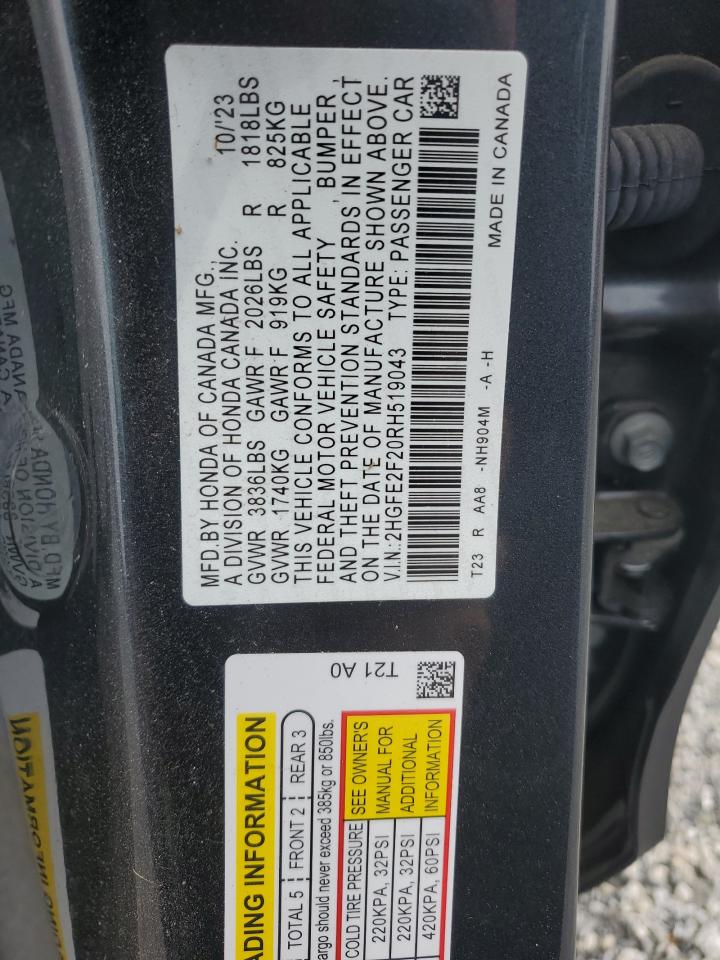 MFD.BY HONDA OF CANADA MFG., 10/'23
A DIVISION OF HONDA CANADA INC.
GVWR 3836LBS GAWR F 2026LBS R 1818LBS
GVWR 1740KG GAWR F 919KG R 825KG
THIS VEHICLE CONFORMS TO ALL APPLICABLE
FEDERAL MOTOR VEHICLE SAFETY , BUMPER ,
AND THEFT PREVENTION STANDARDS IN EFFECT
ON THE DATE OF MANUFACTURE SHOWN ABOVE.
V.I.N.:2HGFE2F20RH519043 TYPE: PASSENGER CAR
T23 R AA8 -NH904M -A -H
MADE IN CANADA
ADING INFORMATION
TOTAL 5 FRONT 2 REAR 3
argo should never exceed 385kg or 850lbs.
COLD TIRE PRESSURE SEE OWNER'S
220KPA, 32PSI MANUAL FOR
220KPA, 32PSI ADDITIONAL
420KPA, 60PSI INFORMATION
T21 A0